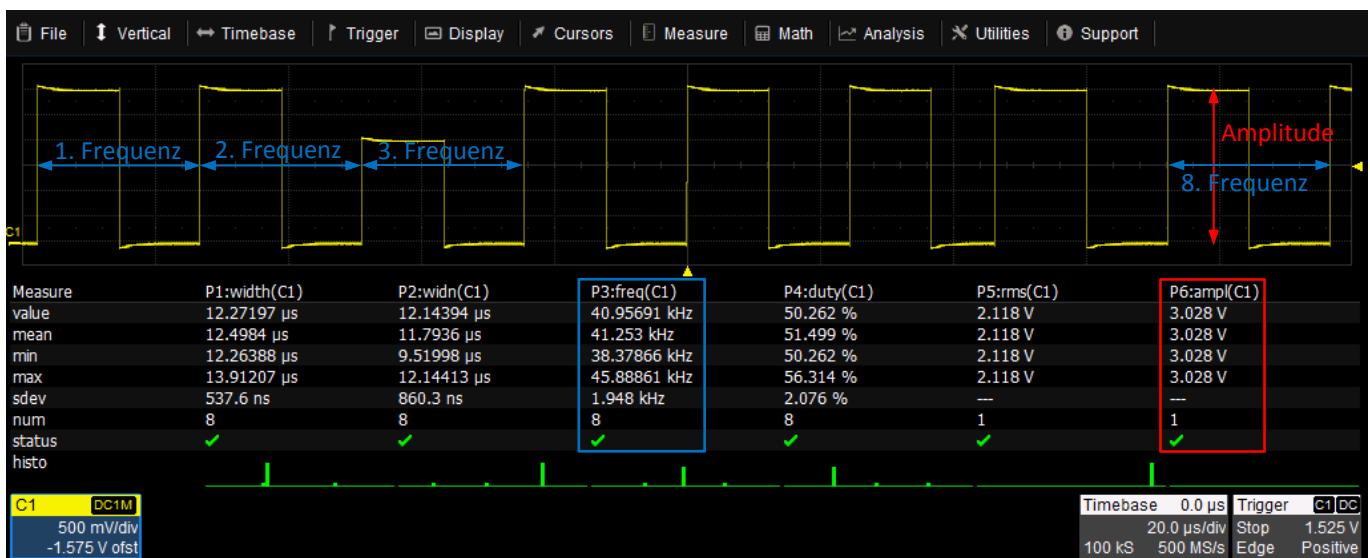 File Vertical Timebase Trigger Display Cursors Measure Math Analysis Utilities Support
Amplitude
1. Frequenz 2. Frequenz 3. Frequenz
8. Frequenz
C1
Measure P1:width(C1) P2:widn(C1) P3:freq(C1) P4:duty(C1) P5:rms(C1) P6:ampl(C1)
value 12.27197 µs 12.14394 µs 40.95691 kHz 50.262 % 2.118 V 3.028 V
mean 12.4984 µs 11.7936 µs 41.253 kHz 51.499 % 2.118 V 3.028 V
min 12.26388 µs 9.51998 µs 38.37866 kHz 50.262 % 2.118 V 3.028 V
max 13.91207 µs 12.14413 µs 45.88861 kHz 56.314 % 2.118 V 3.028 V
sdev 537.6 ns 860.3 ns 1.948 kHz 2.076 % --- ---
num 8 8 8 8 1 1
status
histo
C1 DC1M Timebase 0.0 µs Trigger C1 DC
500 mV/div 20.0 µs/div Stop 1.525 V
-1.575 V ofst 100 kS 500 MS/s Edge Positive